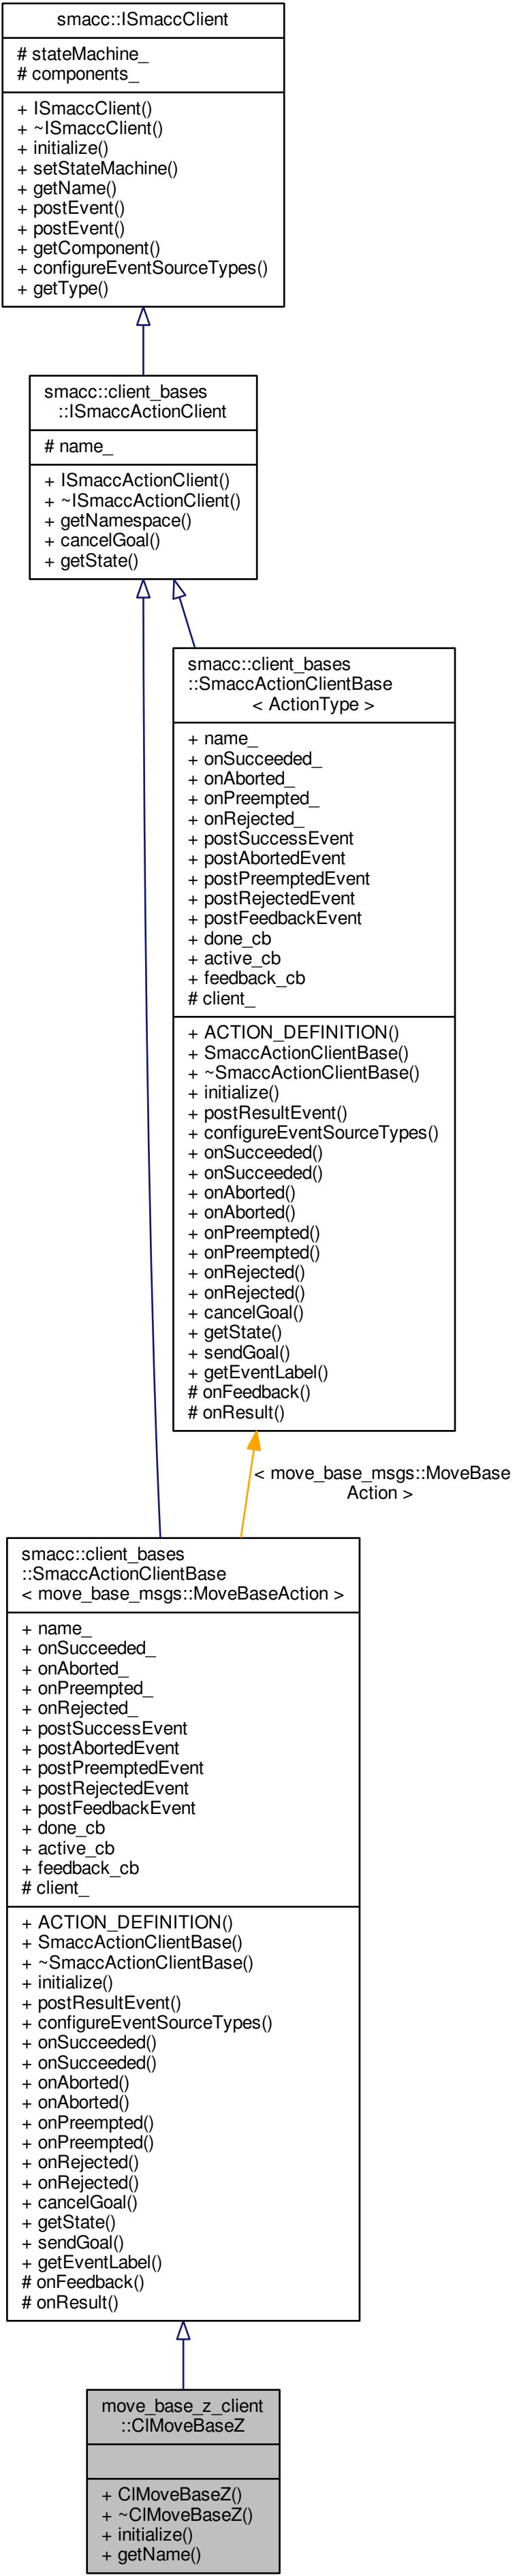 smacc::ISmaccClient
# stateMachine_
# components_
+ ISmaccClient()
+ ~ISmaccClient()
+ initialize()
+ setStateMachine()
+ getName()
+ postEvent()
+ postEvent()
+ getComponent()
+ configureEventSourceTypes()
+ getType()
smacc::client_bases
::ISmaccActionClient
# name_
+ ISmaccActionClient()
+ ~ISmaccActionClient()
+ getNamespace()
+ cancelGoal()
+ getState()
smacc::client_bases
::SmaccActionClientBase
< ActionType >
+ name_
+ onSucceeded_
+ onAborted_
+ onPreempted_
+ onRejected_
+ postSuccessEvent
+ postAbortedEvent
+ postPreemptedEvent
+ postRejectedEvent
+ postFeedbackEvent
+ done_cb
+ active_cb
+ feedback_cb
# client_
+ ACTION_DEFINITION()
+ SmaccActionClientBase()
+ ~SmaccActionClientBase()
+ initialize()
+ postResultEvent()
+ configureEventSourceTypes()
+ onSucceeded()
+ onSucceeded()
+ onAborted()
+ onAborted()
+ onPreempted()
+ onPreempted()
+ onRejected()
+ onRejected()
+ cancelGoal()
+ getState()
+ sendGoal()
+ getEventLabel()
# onFeedback()
# onResult()
< move_base_msgs::MoveBase
Action >
smacc::client_bases
::SmaccActionClientBase
< move_base_msgs::MoveBaseAction >
+ name_
+ onSucceeded_
+ onAborted_
+ onPreempted_
+ onRejected_
+ postSuccessEvent
+ postAbortedEvent
+ postPreemptedEvent
+ postRejectedEvent
+ postFeedbackEvent
+ done_cb
+ active_cb
+ feedback_cb
# client_
+ ACTION_DEFINITION()
+ SmaccActionClientBase()
+ ~SmaccActionClientBase()
+ initialize()
+ postResultEvent()
+ configureEventSourceTypes()
+ onSucceeded()
+ onSucceeded()
+ onAborted()
+ onAborted()
+ onPreempted()
+ onPreempted()
+ onRejected()
+ onRejected()
+ cancelGoal()
+ getState()
+ sendGoal()
+ getEventLabel()
# onFeedback()
# onResult()
move_base_z_client
::ClMoveBaseZ
+ ClMoveBaseZ()
+ ~ClMoveBaseZ()
+ initialize()
+ getName()